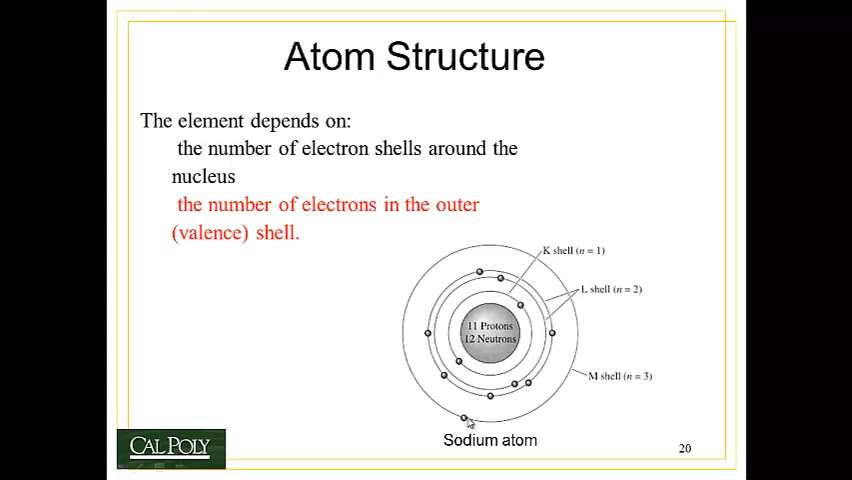 Atom Structure
The element depends on:
the number of electron shells around the
nucleus
the number of electrons in the outer
(valence) shell.
K shell (n = 1)
L shell (n = 2)
11 Protons
12 Neutrons
M shell (n = 3)
Sodium atom
CAL POLY
20